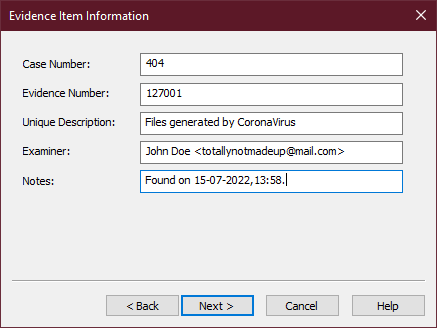 Evidence Item Information
Case Number: 404
Evidence Number: 127001
Unique Description: Files generated by CoronaVirus
Examiner: John Doe <totallynotmadeup@mail.com>
Notes: Found on 15-07-2022,13:58.
< Back Next > Cancel Help